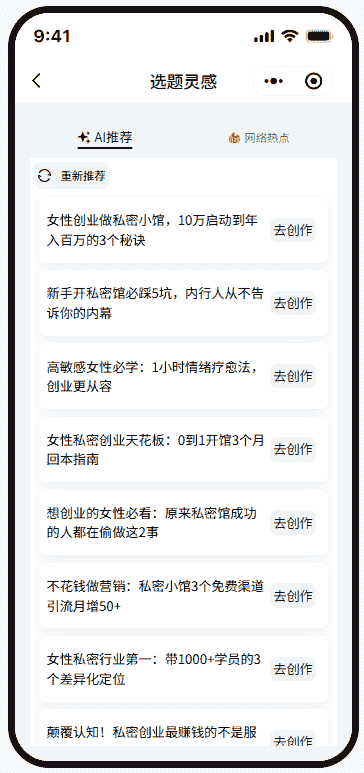 9:41
选题灵感
AI推荐
网络热点
重新推荐
女性创业做私密小馆，10万启动到年
入百万的3个秘诀
去创作
新手开私密馆必踩5坑，内行人从不告
诉你的内幕
去创作
高敏感女性必学：1小时情绪疗愈法，
创业更从容
去创作
女性私密创业天花板：0到1开馆3个月
回本指南
去创作
想创业的女性必看：原来私密馆成功
的人都在偷做这2事
去创作
不花钱做营销：私密小馆3个免费渠道
引流月增50+
去创作
女性私密行业第一：带1000+学员的3
个差异化定位
去创作
颠覆认知！私密创业最赚钱的不是服
去创作